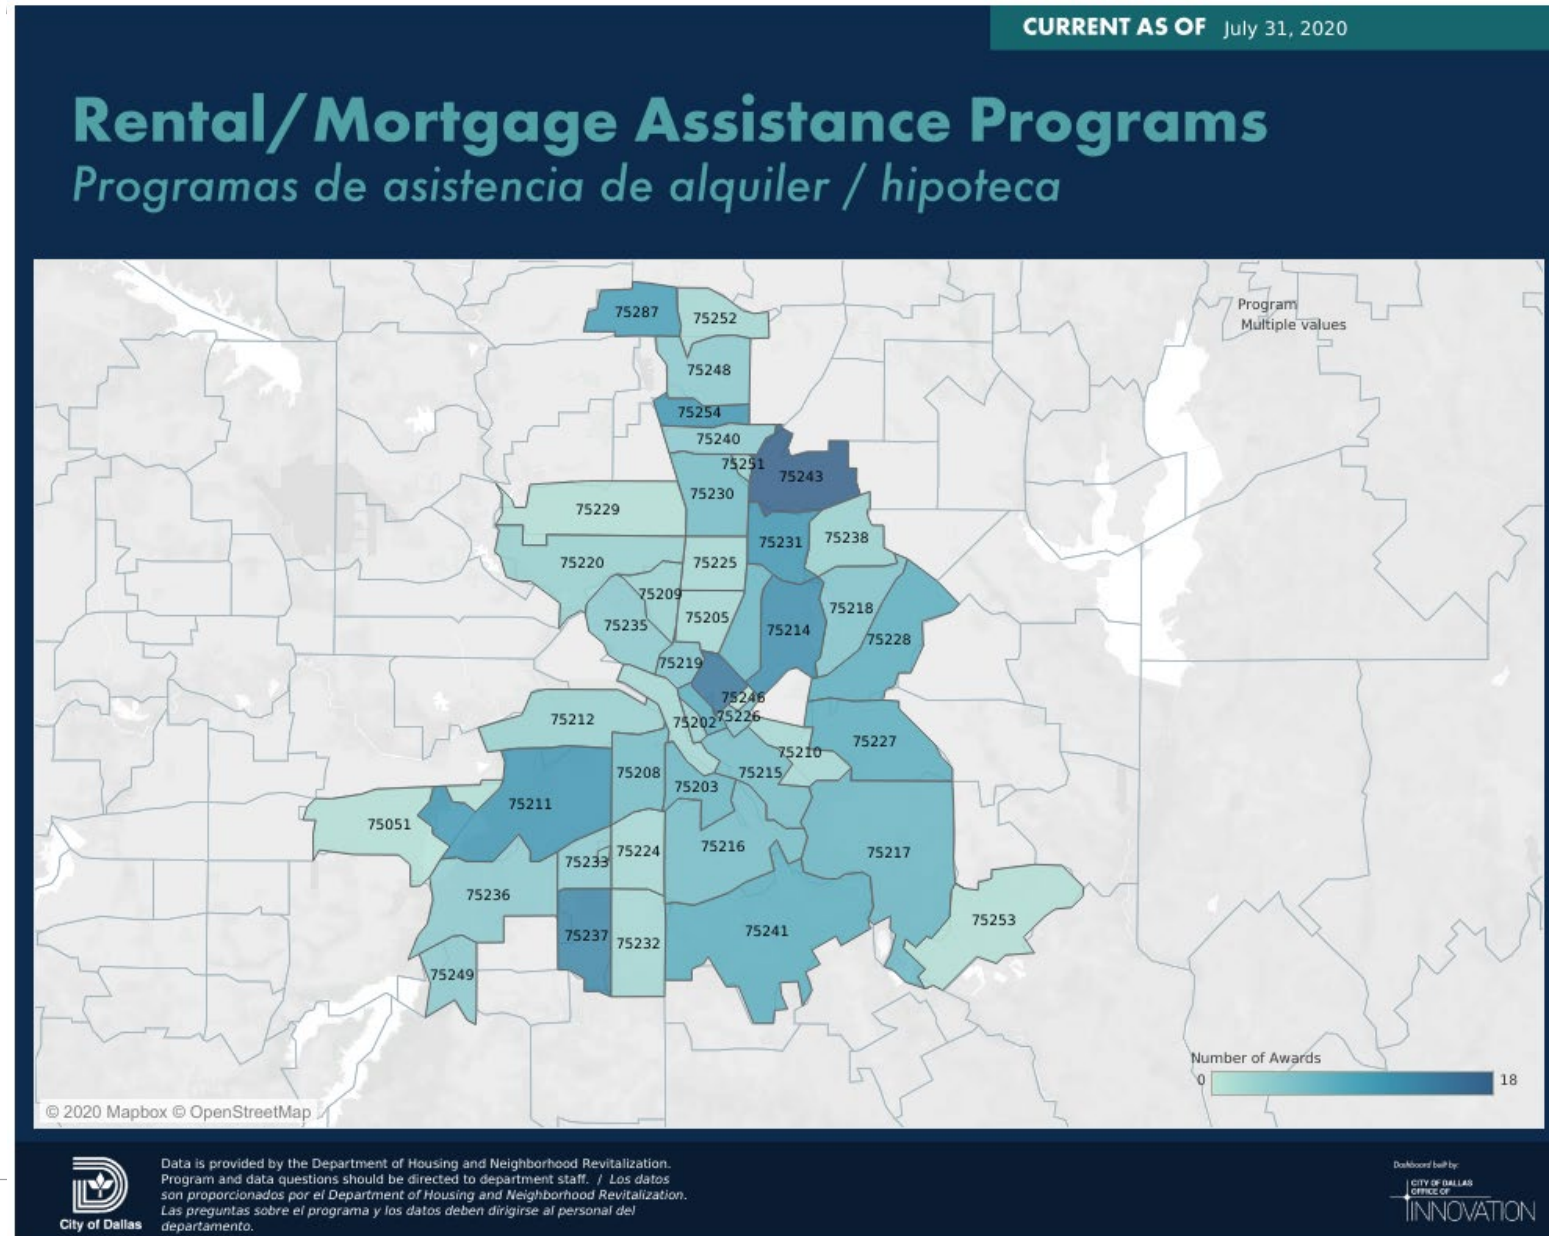 CURRENT AS OF July 31, 2020
Rental/Mortgage Assistance Programs
Programas de asistencia de alquiler / hipoteca
Program
Multiple values
75287
75252
75248
75254
75240
75251
75243
75230
75229
75231
75238
75220
75225
75209
75205
75235
75218
75214
75228
75219
75246
75226
75202
75212
75210
75227
75208
75215
75203
75211
75051
75216
75224
75233
75217
75236
75253
75237
75232
75241
75249
Number of Awards
0 18
© 2020 Mapbox © OpenStreetMap
Data is provided by the Department of Housing and Neighborhood Revitalization.
Program and data questions should be directed to department staff. / Los datos
son proporcionados por el Department of Housing and Neighborhood Revitalization.
Las preguntas sobre el programa y los datos deben dirigirse al personal del
departamento.
City of Dallas
Dashboard built by:
CITY OF DALLAS
OFFICE OF
INNOVATION